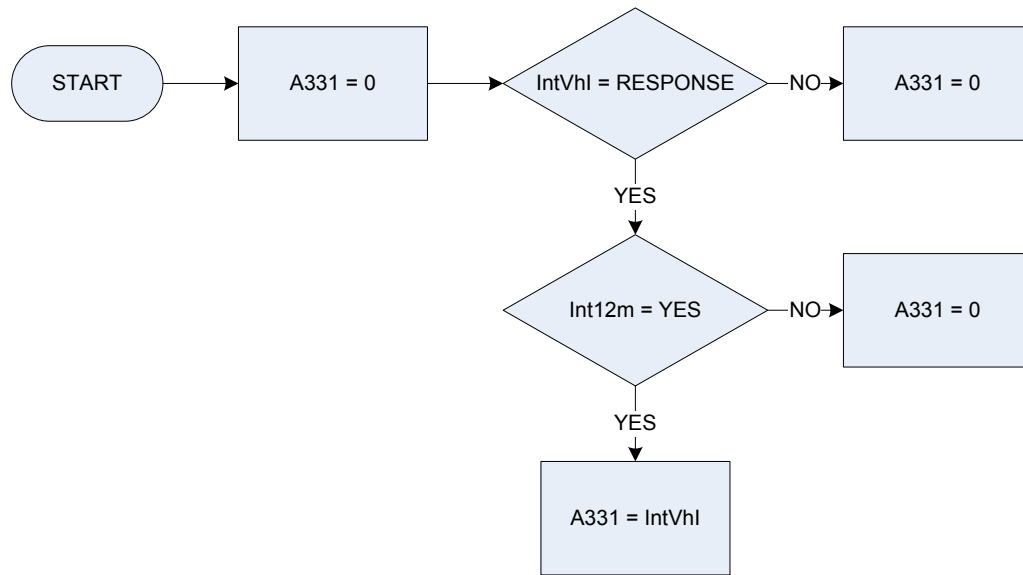 START
A331 = 0
IntVhl = RESPONSE
NO
A331 = 0
YES
Int12m = YES
NO
A331 = 0
YES
A331 = IntVhl